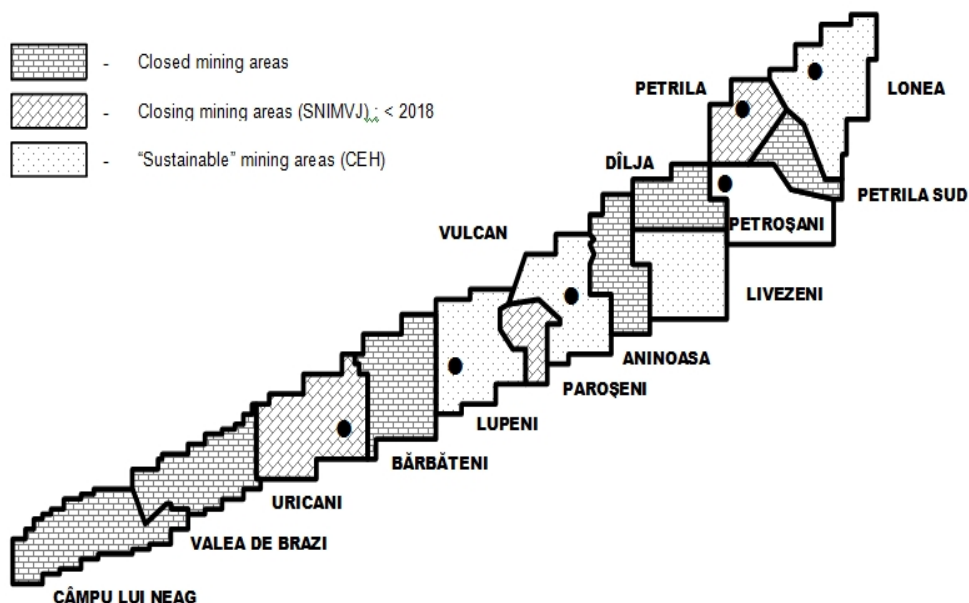 - Closed mining areas
- Closing mining areas (SNIMVJ) ; < 2018
- “Sustainable” mining areas (CEH)
PETRILA
LONEA
DÎLJA
PETRILA SUD
PETROŞANI
VULCAN
LIVEZENI
ANINOASA
PAROŞENI
LUPENI
BĂRBĂTENI
URICANI
VALEA DE BRAZI
CÂMPU LUI NEAG